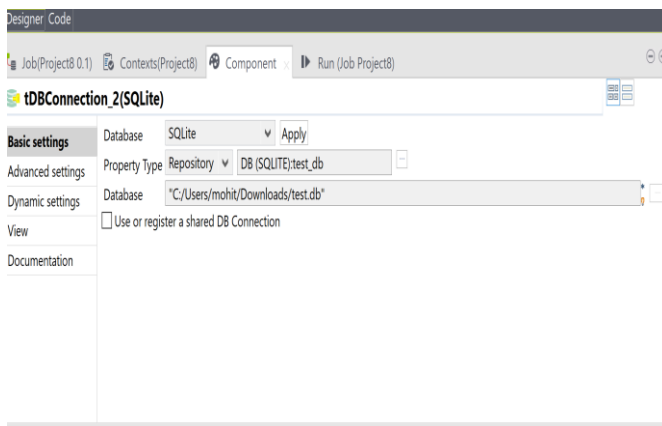 Designer Code
Job(Project8 0.1) Contexts(Project8) Component Run (Job Project8)
tDBConnection_2(SQLite)
Basic settings
Advanced settings
Dynamic settings
View
Documentation
Database SQLite Apply
Property Type Repository DB (SQLITE):test_db ...
Database "C:/Users/mohit/Downloads/test.db" * ...
Use or register a shared DB Connection